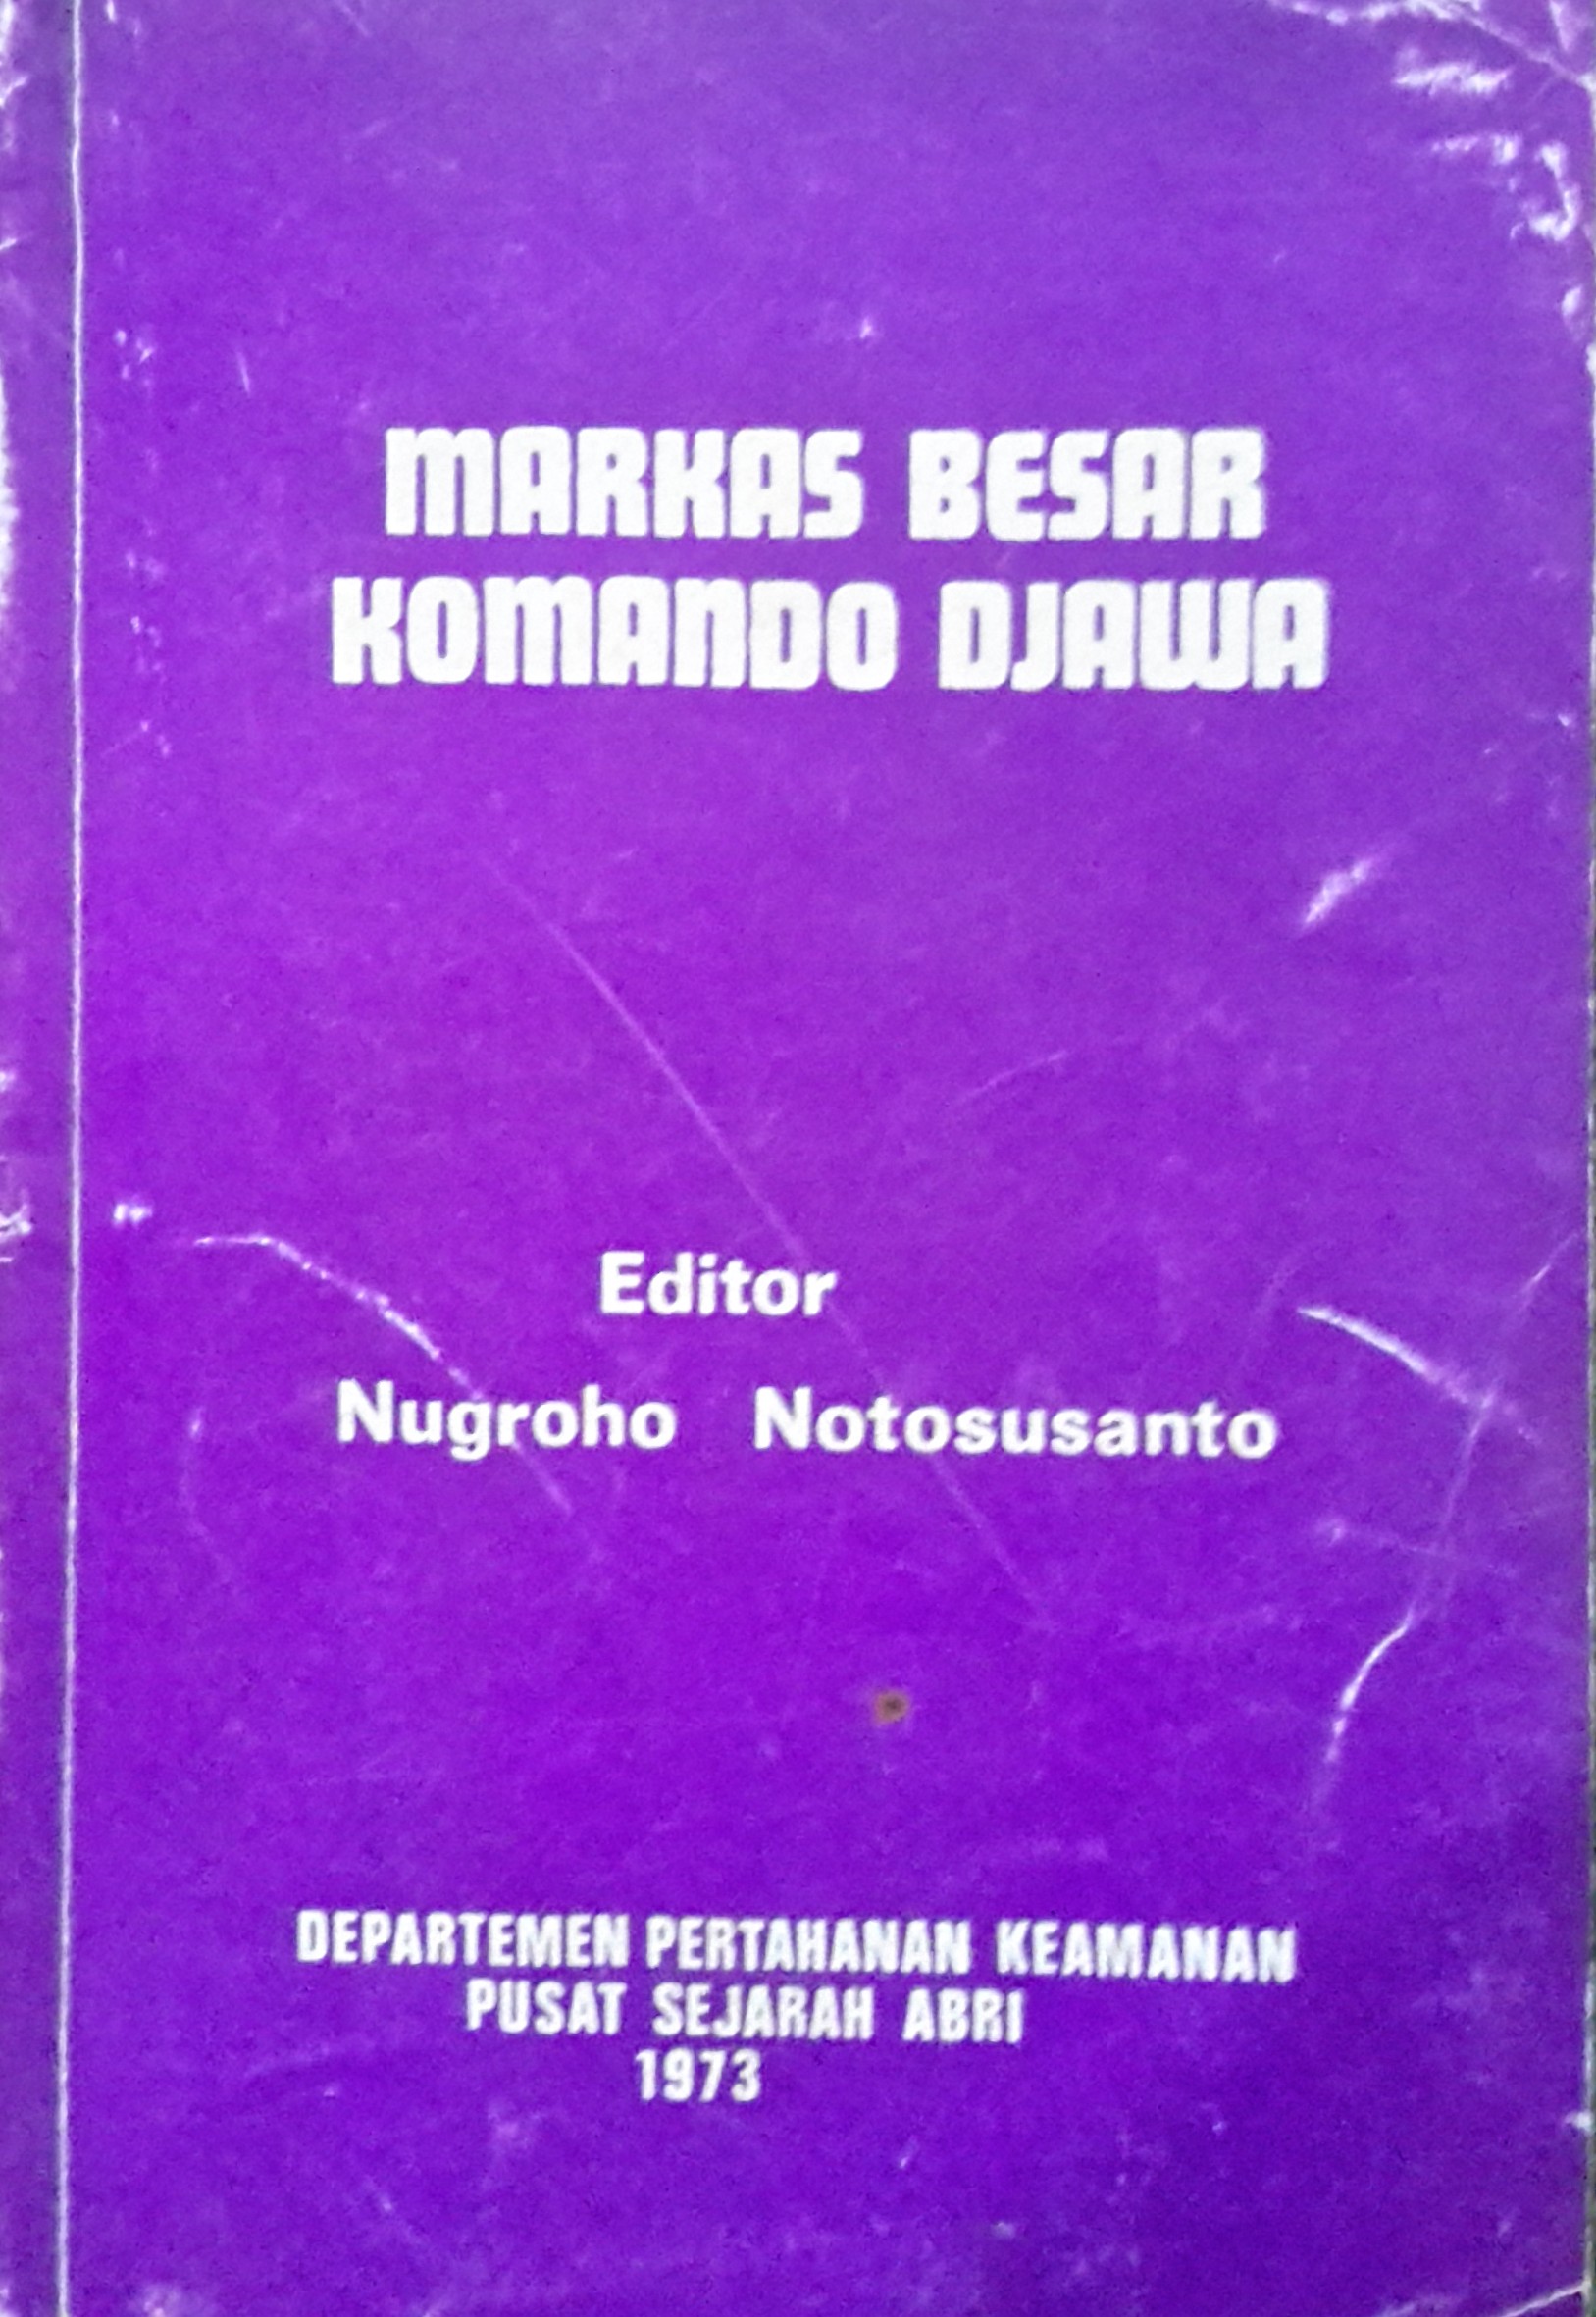 MARKAS BESAR
KOMANDO DJAWA
Editor
Nugroho Notosusanto
DEPARTEMEN PERTAHANAN KEAMANAN
PUSAT SEJARAH ABRI
1973